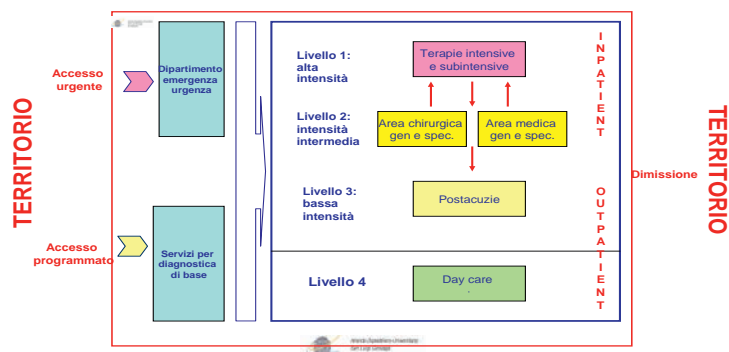 TERRITORIO
Accesso
urgente
Dipartimento
emergenza
urgenza
Accesso
programmato
Servizi per
diagnostica
di base
Livello 1:
alta
intensità
Terapie intensive
e subintensive
Livello 2:
intensità
intermedia
Area chirurgica
gen e spec.
Area medica
gen e spec.
Livello 3:
bassa
intensità
Postacuzie
Livello 4
Day care
.
INPATIENT
OUTPATIENT
Dimissione
TERRITORIO